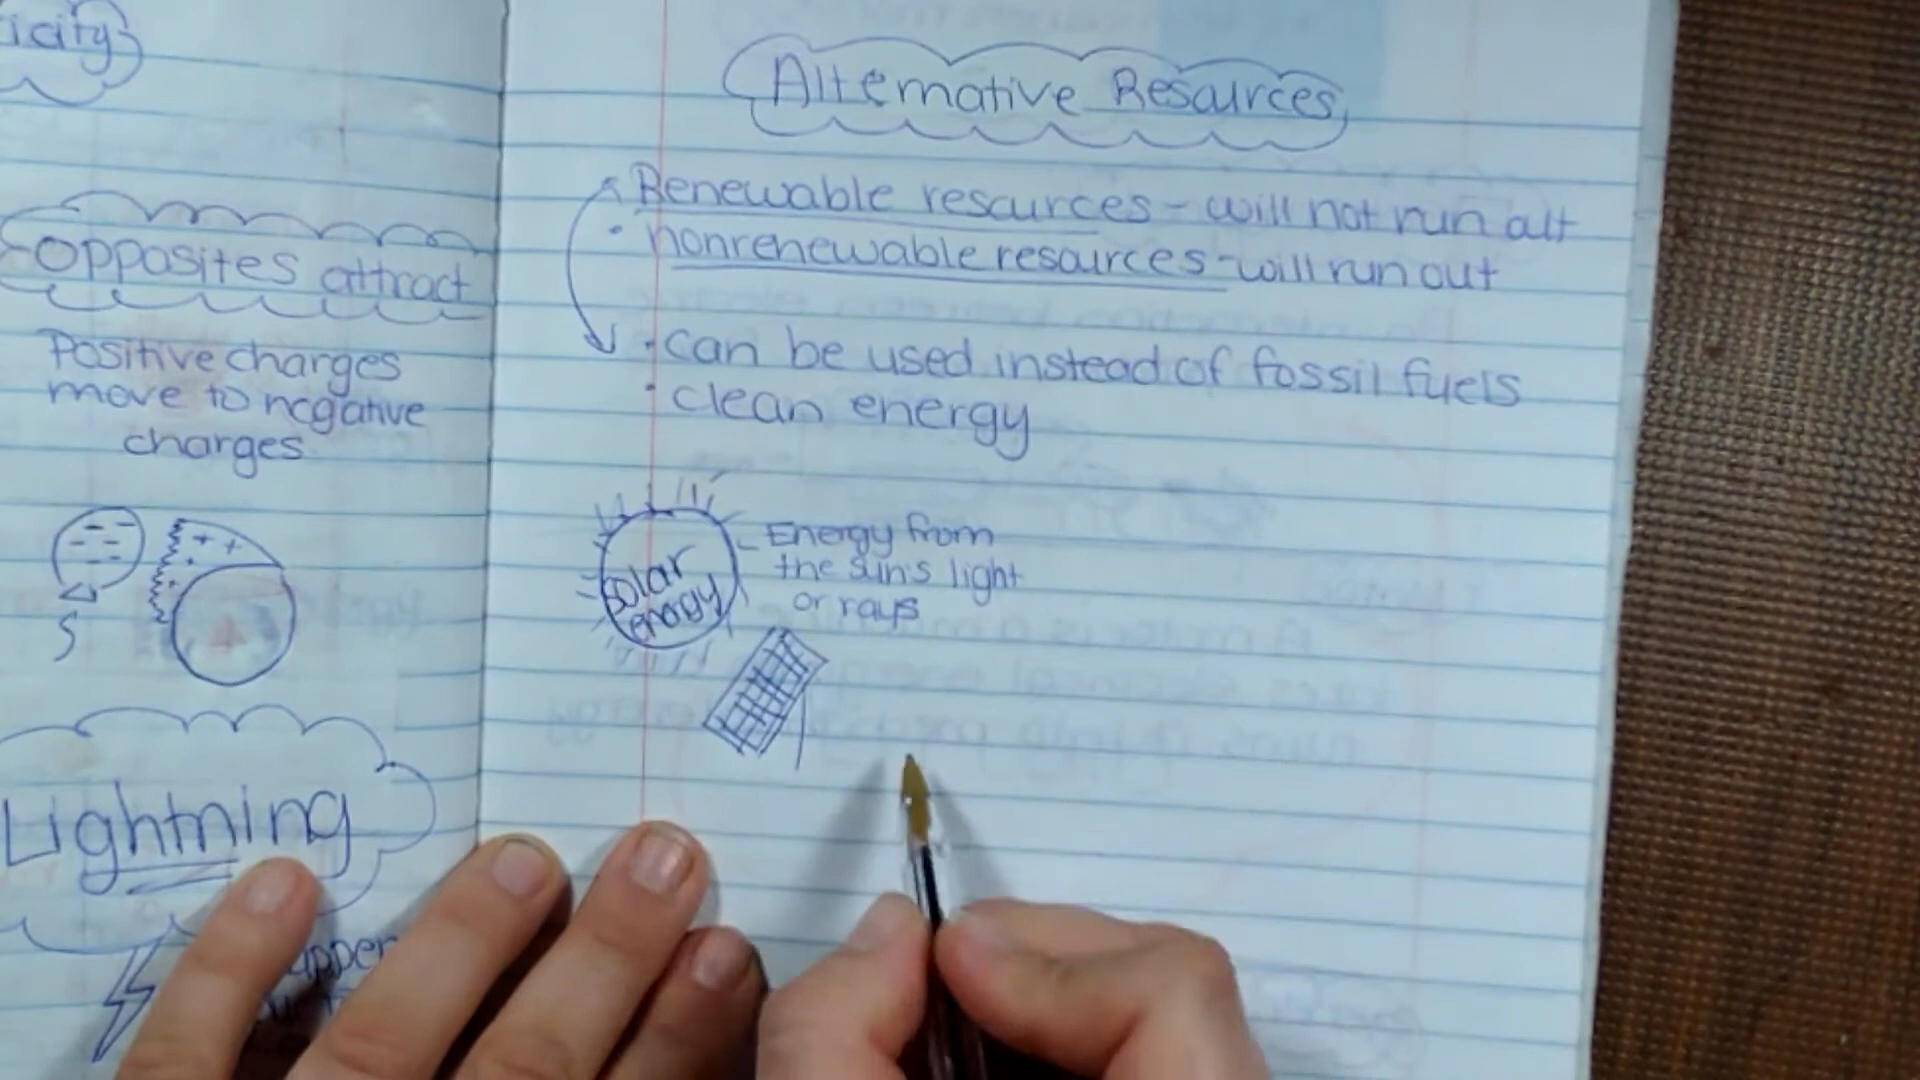 icity
opposites attract
Positive charges
move to negative
charges
S
Lightning
Alternative Resources
Renewable resources - will not run out
nonrenewable resources - will run out
can be used instead of fossil fuels
clean energy
solar
energy
Energy from
the sun's light
or rays